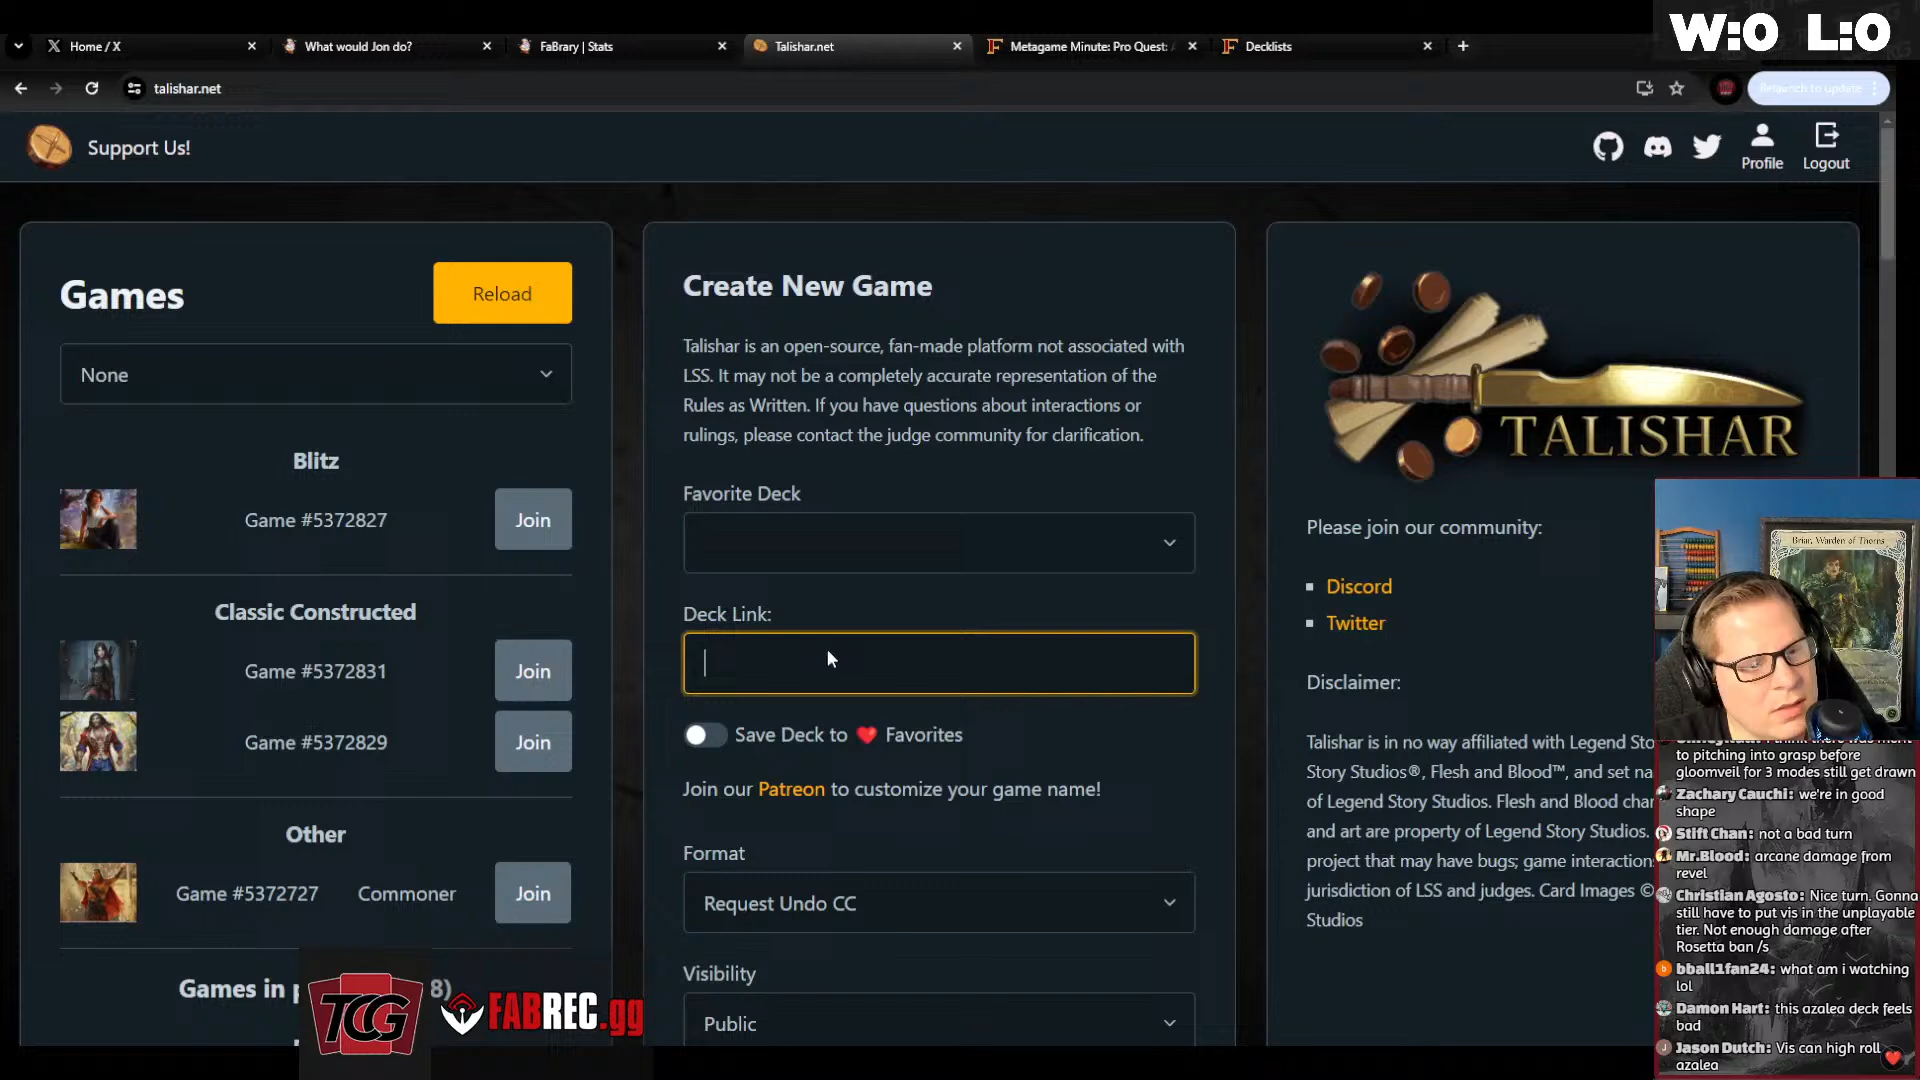 W:0 L:0
Home / X
What would Jon do?
FaBrary | Stats
Talishar.net
Metagame Minute: Pro Quest:
Decklists
talishar.net
Relaunch to update
Support Us!
Profile
Logout
Games
Reload
None
Blitz
Game #5372827
Join
Classic Constructed
Game #5372831
Join
Game #5372829
Join
Other
Game #5372727
Commoner
Join
Games in p
8)
TCG
FABREC.gg
Create New Game
Talishar is an open-source, fan-made platform not associated with
LSS. It may not be a completely accurate representation of the
Rules as Written. If you have questions about interactions or
rulings, please contact the judge community for clarification.
Favorite Deck
Deck Link:
Save Deck to ❤ Favorites
Join our Patreon to customize your game name!
Format
Request Undo CC
Visibility
Public
TALISHAR
Please join our community:
Discord
Twitter
Disclaimer:
Talishar is in no way affiliated with Legend Sto
Story Studios®, Flesh and Blood™, and set na
of Legend Story Studios. Flesh and Blood char
and art are property of Legend Story Studios.
project that may have bugs; game interaction
jurisdiction of LSS and judges. Card Images ©
Studios
Briar, Warden of Thorns
to pitching into grasp before
gloomveil for 3 modes still get drawn
Zachary Cauchi: we're in good
shape
Stift Chan: not a bad turn
Mr.Blood: arcane damage from
revel
Christian Agosto: Nice turn. Gonna
still have to put vis in the unplayable
tier. Not enough damage after
Rosetta ban /s
bball1fan24: what am i watching
lol
Damon Hart: this azalea deck feels
bad
Jason Dutch: Vis can high roll
azalea